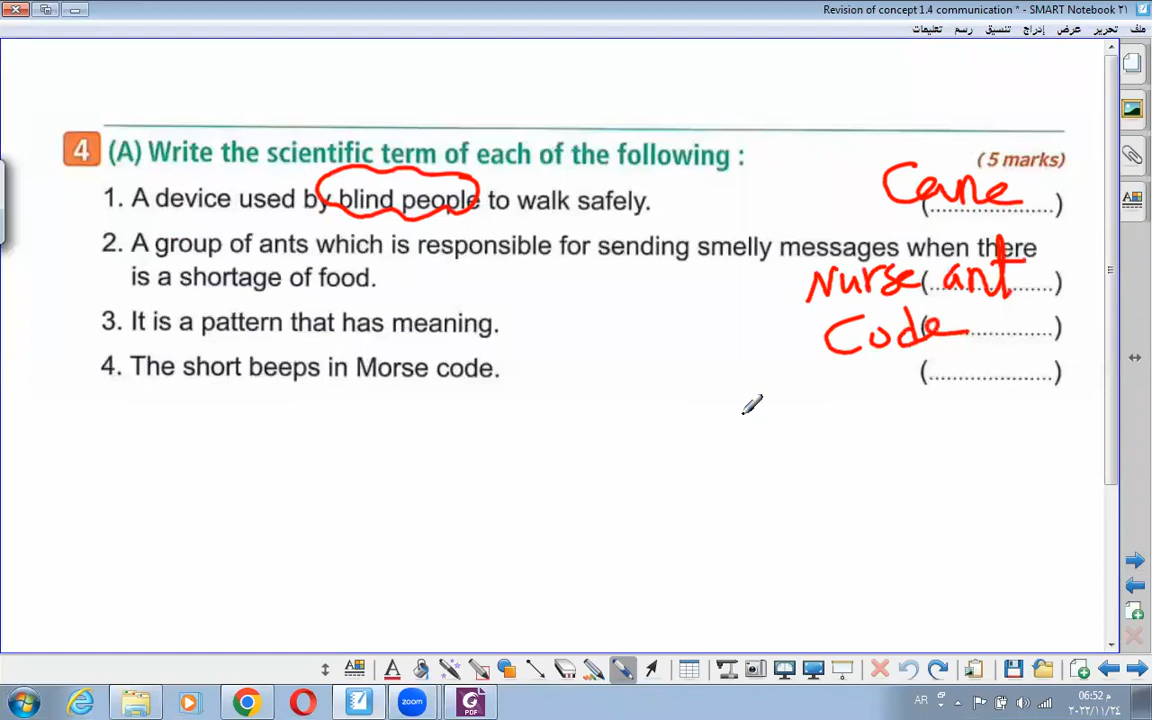 Revision of concept 1.4 communication * - SMART Notebook ٢١
ملف تحرير عرض إدراج تنسيق رسم تعليمات
4 (A) Write the scientific term of each of the following : (5 marks)
1. A device used by blind people to walk safely. Cane (....................)
2. A group of ants which is responsible for sending smelly messages when there
is a shortage of food. Nurse ant (....................)
3. It is a pattern that has meaning. Code (....................)
4. The short beeps in Morse code. (....................)
zoom
PDF
AR
06:52 م
٢٠٢٢/١١/٢٤